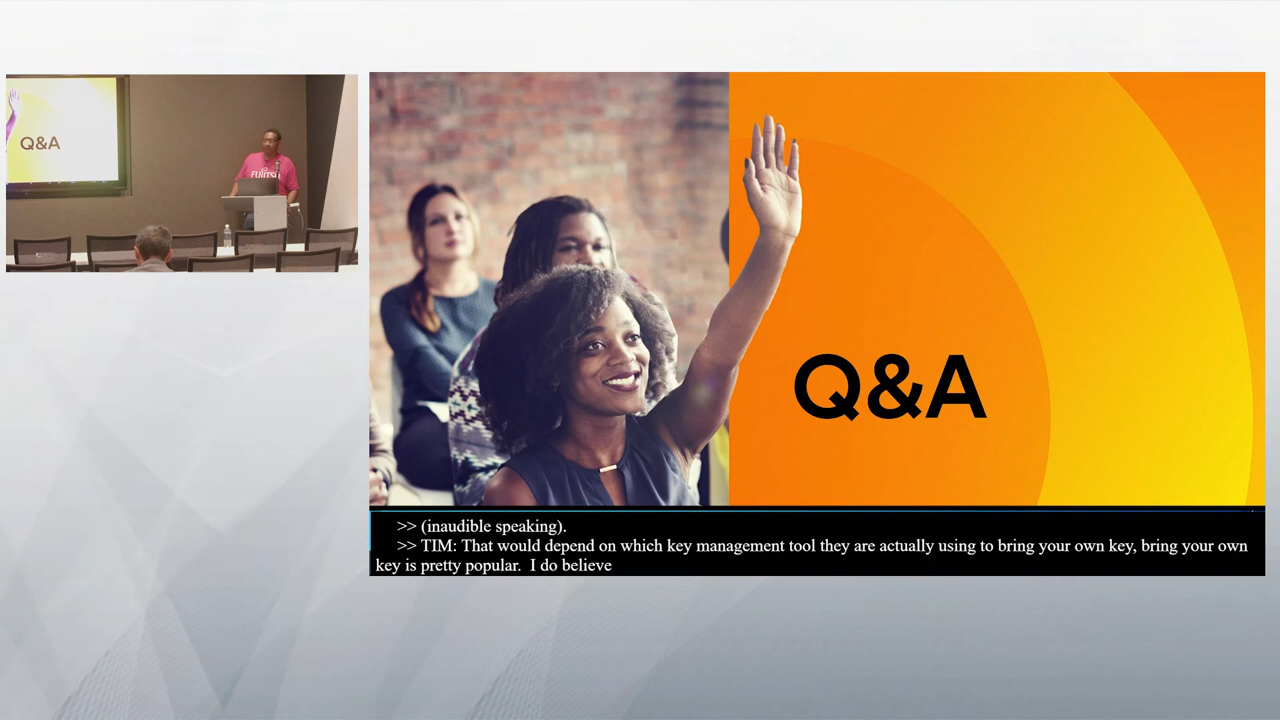 Q&A
FUJITSU
Q&A
>> (inaudible speaking).
>> TIM: That would depend on which key management tool they are actually using to bring your own key, bring your own
key is pretty popular.  I do believe